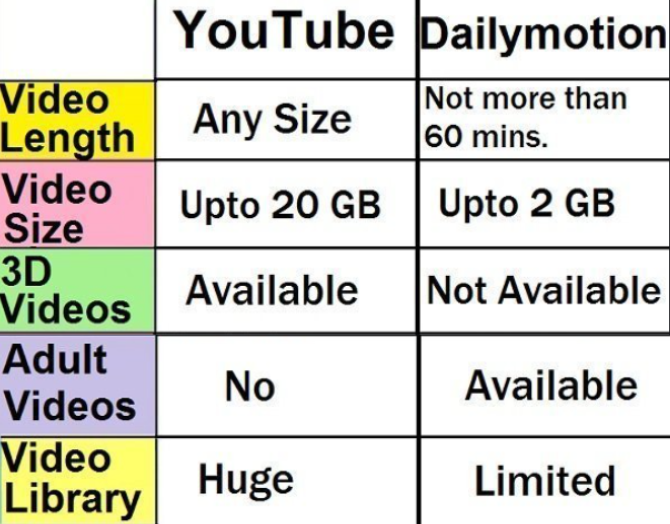 YouTube Dailymotion
Video Length Any Size Not more than 60 mins.
Video Size Upto 20 GB Upto 2 GB
3D Videos Available Not Available
Adult Videos No Available
Video Library Huge Limited